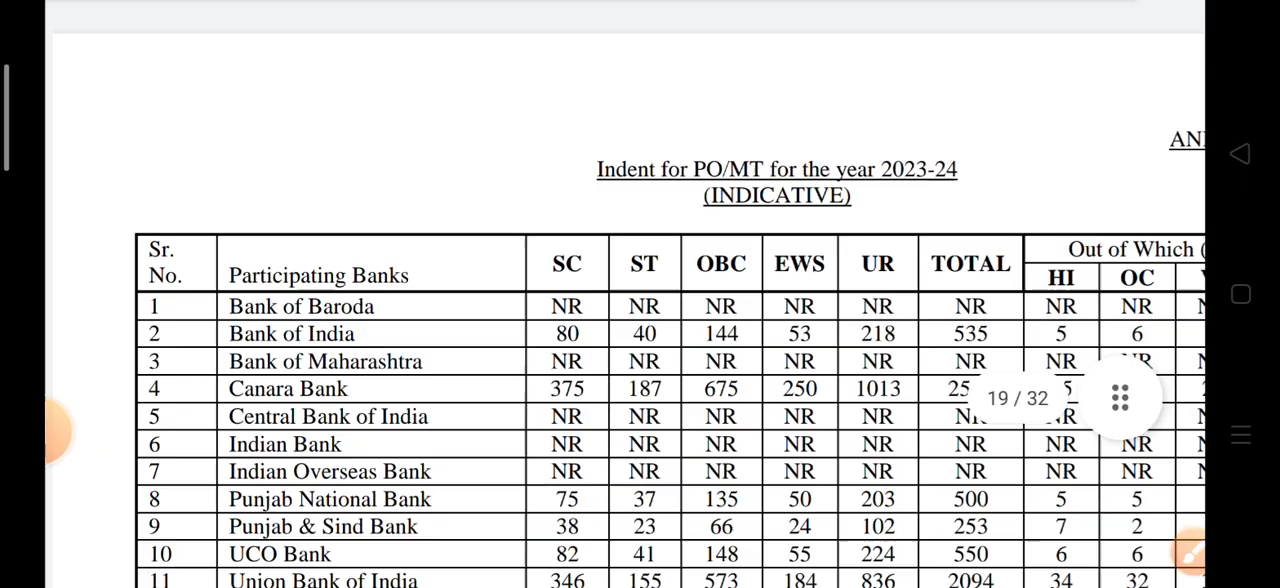 ANN
Indent for PO/MT for the year 2023-24
(INDICATIVE)
Sr. No. Participating Banks SC ST OBC EWS UR TOTAL Out of Which (
HI OC
1 Bank of Baroda NR NR NR NR NR NR NR NR
2 Bank of India 80 40 144 53 218 535 5 6
3 Bank of Maharashtra NR NR NR NR NR NR NR NR
4 Canara Bank 375 187 675 250 1013 25
19 / 32
5 Central Bank of India NR NR NR NR NR
6 Indian Bank NR NR NR NR NR NR NR NR
7 Indian Overseas Bank NR NR NR NR NR NR NR NR
8 Punjab National Bank 75 37 135 50 203 500 5 5
9 Punjab & Sind Bank 38 23 66 24 102 253 7 2
10 UCO Bank 82 41 148 55 224 550 6 6
11 Union Bank of India 346 155 573 184 836 2094 34 32